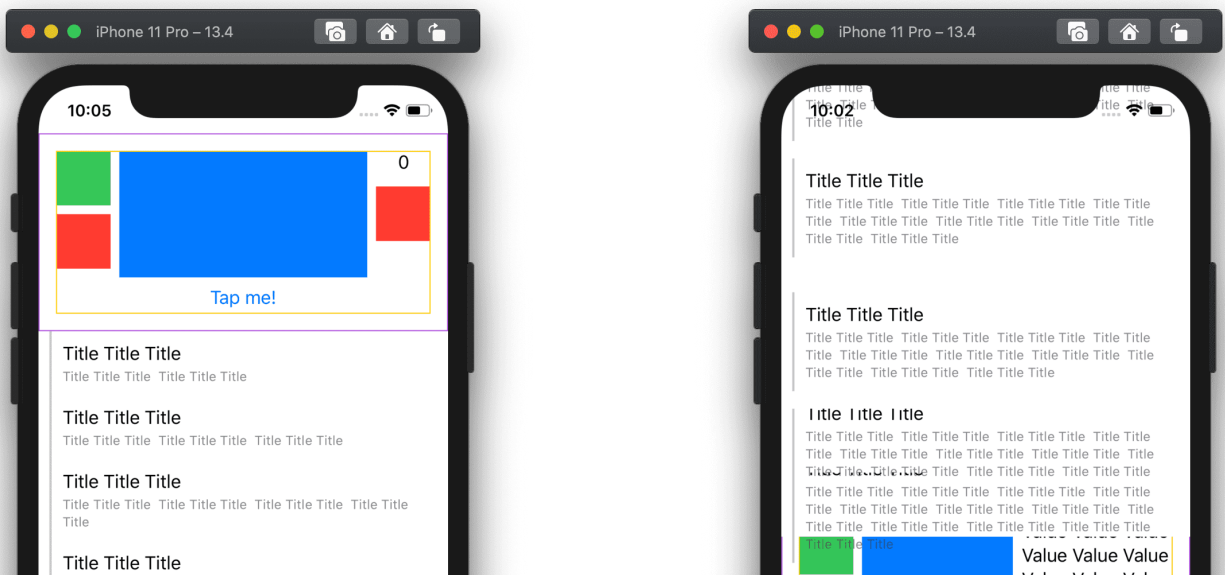 iPhone 11 Pro – 13.4
10:05
0
Tap me!
Title Title Title
Title Title Title  Title Title Title
Title Title Title
Title Title Title  Title Title Title  Title Title Title
Title Title Title
Title Title Title  Title Title Title  Title Title Title  Title Title
Title
Title Title Title
iPhone 11 Pro – 13.4
10:02
Title Title
Title Title Title
Title Title Title  Title Title Title  Title Title Title  Title Title
Title  Title Title Title  Title Title Title  Title Title Title  Title
Title Title  Title Title Title
Title Title Title
Title Title Title  Title Title Title  Title Title Title  Title Title
Title  Title Title Title  Title Title Title  Title Title Title  Title
Title Title  Title Title Title  Title Title Title
Title Title Title
Title Title Title  Title Title Title  Title Title Title  Title Title
Title  Title Title Title  Title Title Title  Title Title Title  Title
Title Title  Title Title Title  Title Title Title  Title Title
Title Title Title  Title Title Title  Title Title Title  Title Title
Title  Title Title Title  Title Title Title  Title Title Title  Title
Title Title  Title Title Title  Title Title Title  Title Title
Title Title  Title
Value Value Value
Value Value Value
Value Value Value